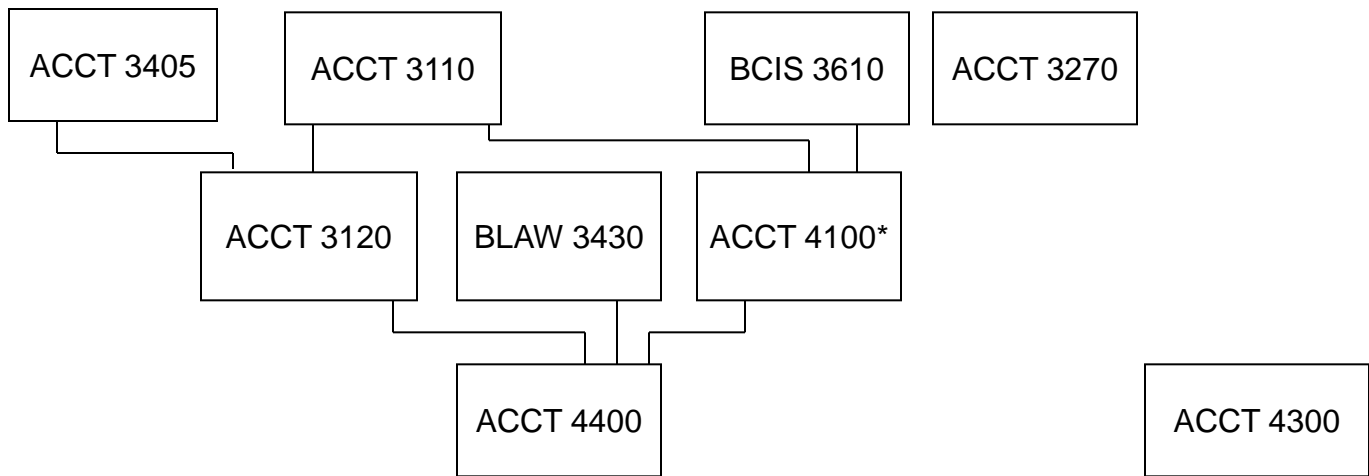 ACCT 3405
ACCT 3110
BCIS 3610
ACCT 3270
ACCT 3120
BLAW 3430
ACCT 4100*
ACCT 4400
ACCT 4300